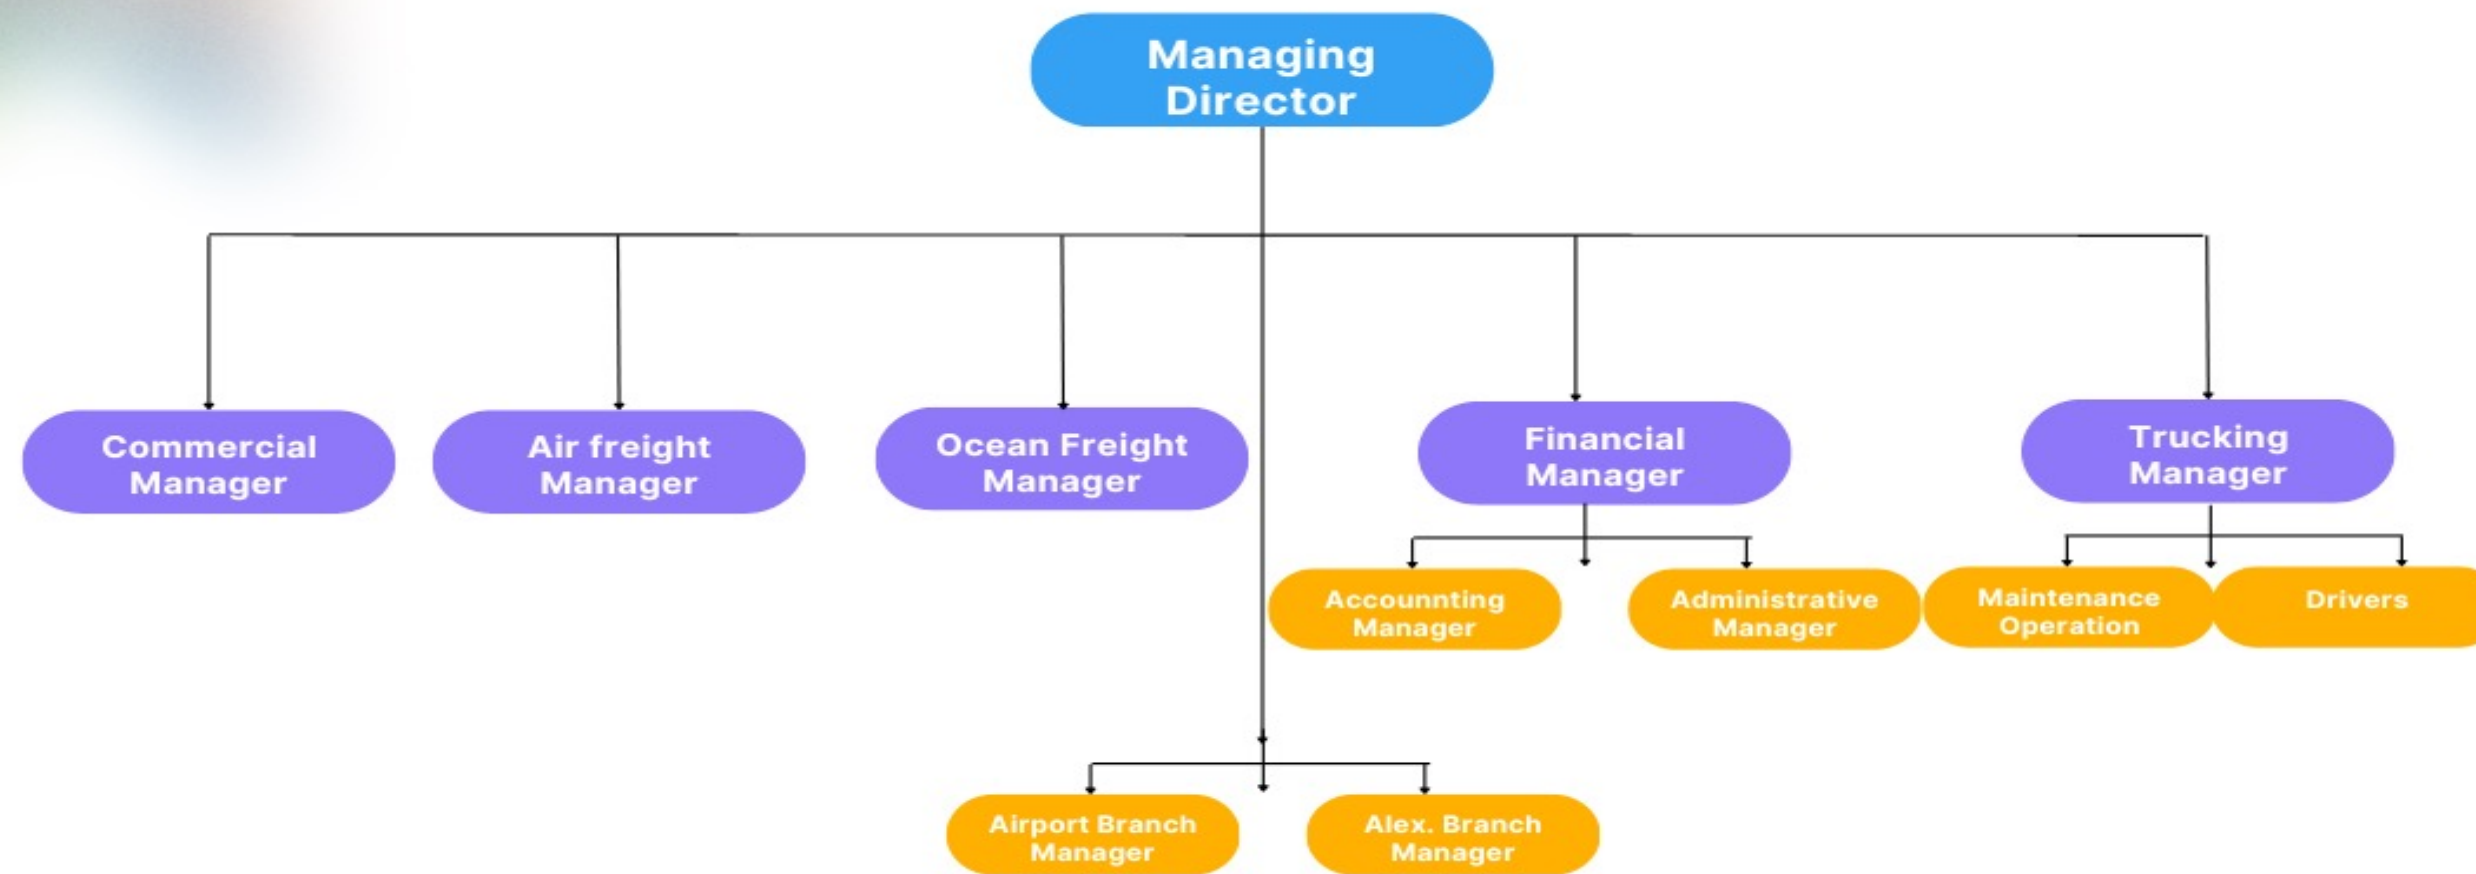 Managing
Director
Commercial
Manager
Air freight
Manager
Ocean Freight
Manager
Financial
Manager
Trucking
Manager
Accounnting
Manager
Administrative
Manager
Maintenance
Operation
Drivers
Airport Branch
Manager
Alex. Branch
Manager